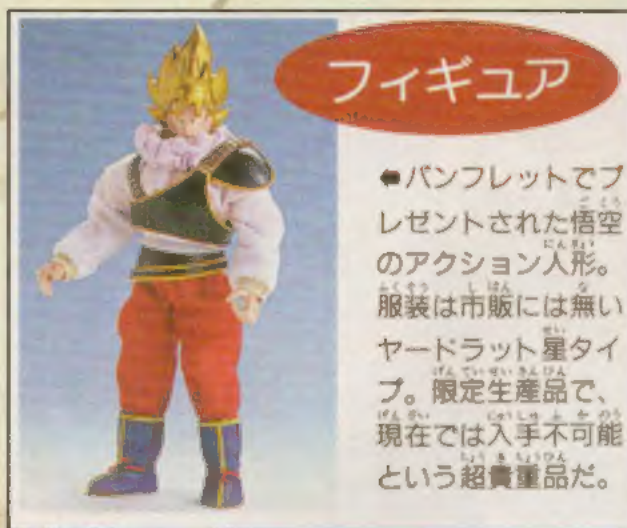 フィギュア
←パンフレットでプ
レゼントされた悟空
のアクション人形。
服装は市販には無い
ヤードラット星タイ
プ。限定生産品で、
現在では入手不可能
という超貴重品だ。